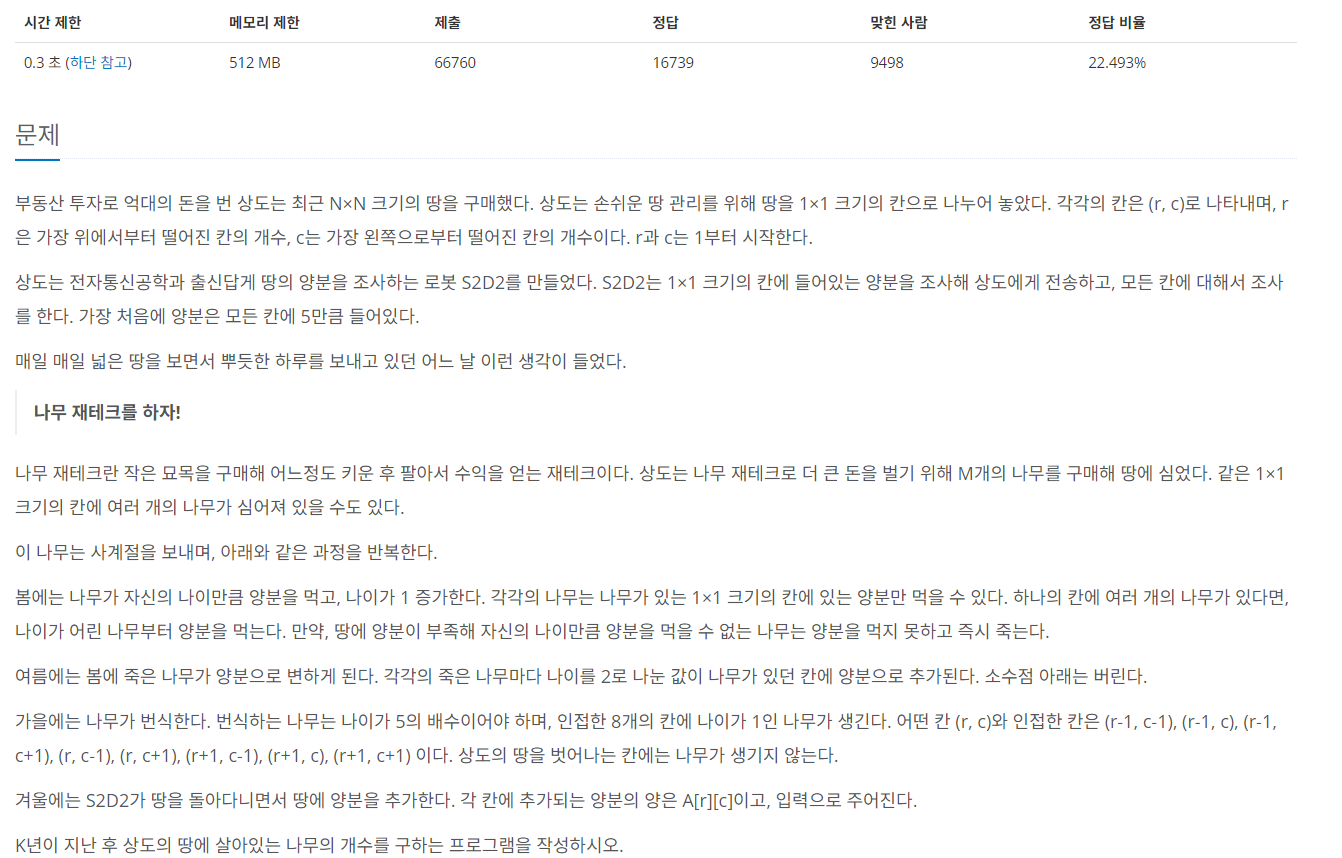 시간 제한 메모리 제한 제출 정답 맞힌 사람 정답 비율
0.3 초 (하단 참고) 512 MB 66760 16739 9498 22.493%
문제
부동산 투자로 억대의 돈을 번 상도는 최근 N×N 크기의 땅을 구매했다. 상도는 손쉬운 땅 관리를 위해 땅을 1×1 크기의 칸으로 나누어 놓았다. 각각의 칸은 (r, c)로 나타내며, r
은 가장 위에서부터 떨어진 칸의 개수, c는 가장 왼쪽으로부터 떨어진 칸의 개수이다. r과 c는 1부터 시작한다.
상도는 전자통신공학과 출신답게 땅의 양분을 조사하는 로봇 S2D2를 만들었다. S2D2는 1×1 크기의 칸에 들어있는 양분을 조사해 상도에게 전송하고, 모든 칸에 대해서 조사
를 한다. 가장 처음에 양분은 모든 칸에 5만큼 들어있다.
매일 매일 넓은 땅을 보면서 뿌듯한 하루를 보내고 있던 어느 날 이런 생각이 들었다.
나무 재테크를 하자!
나무 재테크란 작은 묘목을 구매해 어느정도 키운 후 팔아서 수익을 얻는 재테크이다. 상도는 나무 재테크로 더 큰 돈을 벌기 위해 M개의 나무를 구매해 땅에 심었다. 같은 1×1
크기의 칸에 여러 개의 나무가 심어져 있을 수도 있다.
이 나무는 사계절을 보내며, 아래와 같은 과정을 반복한다.
봄에는 나무가 자신의 나이만큼 양분을 먹고, 나이가 1 증가한다. 각각의 나무는 나무가 있는 1×1 크기의 칸에 있는 양분만 먹을 수 있다. 하나의 칸에 여러 개의 나무가 있다면,
나이가 어린 나무부터 양분을 먹는다. 만약, 땅에 양분이 부족해 자신의 나이만큼 양분을 먹을 수 없는 나무는 양분을 먹지 못하고 즉시 죽는다.
여름에는 봄에 죽은 나무가 양분으로 변하게 된다. 각각의 죽은 나무마다 나이를 2로 나눈 값이 나무가 있던 칸에 양분으로 추가된다. 소수점 아래는 버린다.
가을에는 나무가 번식한다. 번식하는 나무는 나이가 5의 배수이어야 하며, 인접한 8개의 칸에 나이가 1인 나무가 생긴다. 어떤 칸 (r, c)와 인접한 칸은 (r-1, c-1), (r-1, c), (r-1,
c+1), (r, c-1), (r, c+1), (r+1, c-1), (r+1, c), (r+1, c+1) 이다. 상도의 땅을 벗어나는 칸에는 나무가 생기지 않는다.
겨울에는 S2D2가 땅을 돌아다니면서 땅에 양분을 추가한다. 각 칸에 추가되는 양분의 양은 A[r][c]이고, 입력으로 주어진다.
K년이 지난 후 상도의 땅에 살아있는 나무의 개수를 구하는 프로그램을 작성하시오.